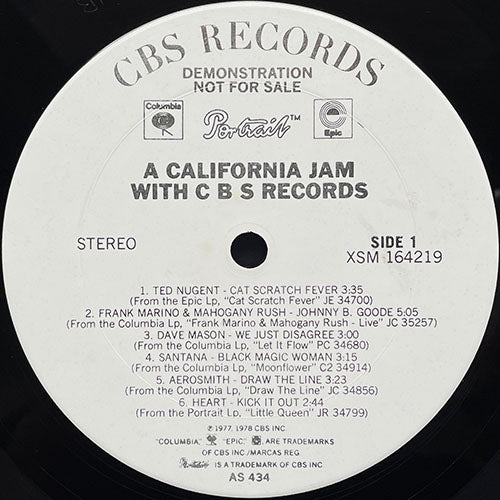 CBS RECORDS
DEMONSTRATION
NOT FOR SALE
Columbia Portrait™ Epic
A CALIFORNIA JAM
WITH C B S RECORDS
STEREO
SIDE 1
XSM 164219
1. TED NUGENT - CAT SCRATCH FEVER 3:35
(From the Epic Lp, "Cat Scratch Fever" JE 34700)
2. FRANK MARINO & MAHOGANY RUSH - JOHNNY B. GOODE 5:05
(From the Columbia Lp, "Frank Marino & Mahogany Rush - Live" JC 35257)
3. DAVE MASON - WE JUST DISAGREE 3:00
(From the Columbia Lp, "Let It Flow" PC 34680)
4. SANTANA - BLACK MAGIC WOMAN 3:15
(From the Columbia Lp, "Moonflower" C2 34914)
5. AEROSMITH - DRAW THE LINE 3:23
(From the Columbia Lp, "Draw The Line" JC 34856)
6. HEART - KICK IT OUT 2:44
(From the Portrait Lp, "Little Queen" JR 34799)
℗ 1977, 1978 CBS INC
"COLUMBIA," "EPIC," ARE TRADEMARKS
OF CBS INC/MARCAS REG
Portrait IS A TRADEMARK OF CBS INC
AS 434